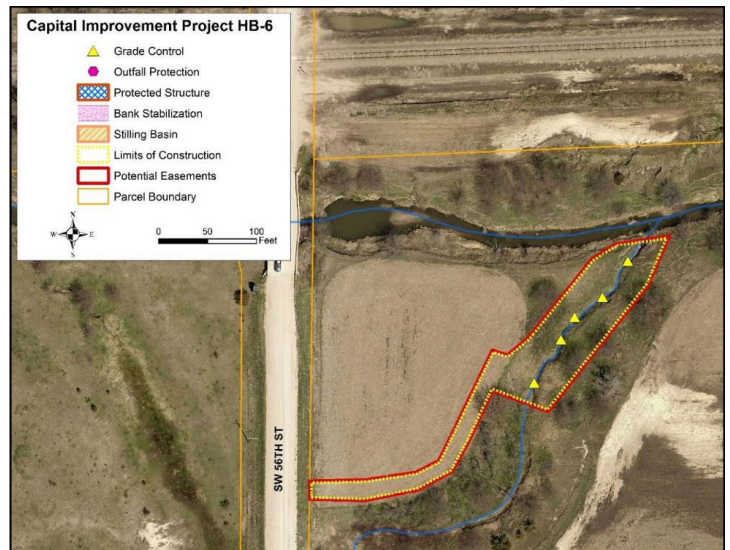 Capital Improvement Project HB-6
Grade Control
Outfall Protection
Protected Structure
Bank Stabilization
Stilling Basin
Limits of Construction
Potential Easements
Parcel Boundary
N
W E
S
0 50 100
Feet
SW 56TH ST